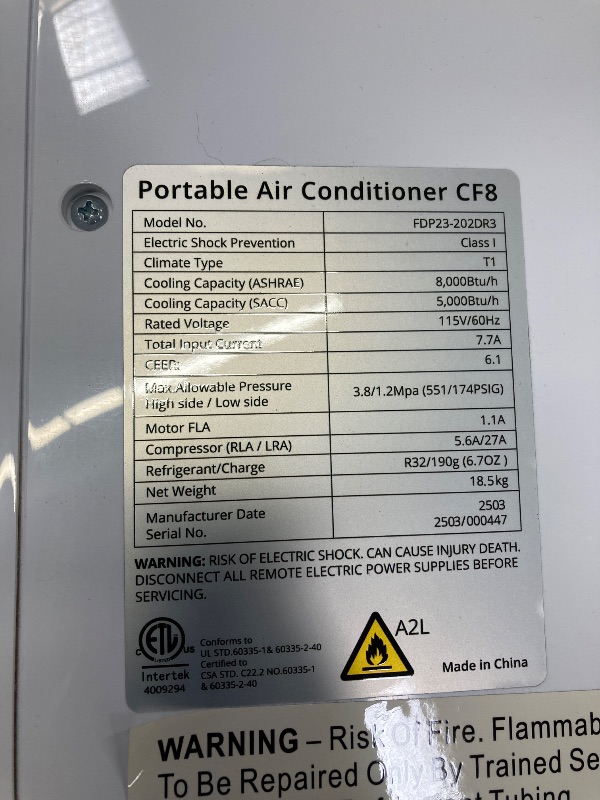 Portable Air Conditioner CF8
Model No. FDP23-202DR3
Electric Shock Prevention Class I
Climate Type T1
Cooling Capacity (ASHRAE) 8,000Btu/h
Cooling Capacity (SACC) 5,000Btu/h
Rated Voltage 115V/60Hz
Total Input Current 7.7A
CEER: 6.1
Max.Allowable Pressure
High side / Low side 3.8/1.2Mpa (551/174PSIG)
Motor FLA 1.1A
Compressor (RLA / LRA) 5.6A/27A
Refrigerant/Charge R32/190g (6.7OZ )
Net Weight 18.5kg
Manufacturer Date 2503
Serial No. 2503/000447
WARNING: RISK OF ELECTRIC SHOCK. CAN CAUSE INJURY DEATH.
DISCONNECT ALL REMOTE ELECTRIC POWER SUPPLIES BEFORE
SERVICING.
C ETL US
Intertek
4009294
Conforms to
UL STD.60335-1& 60335-2-40
Certified to
CSA STD. C22.2 NO.60335-1
& 60335-2-40
A2L
Made in China
WARNING – Risk Of Fire. Flammab
To Be Repaired Only By Trained Se
Tubing